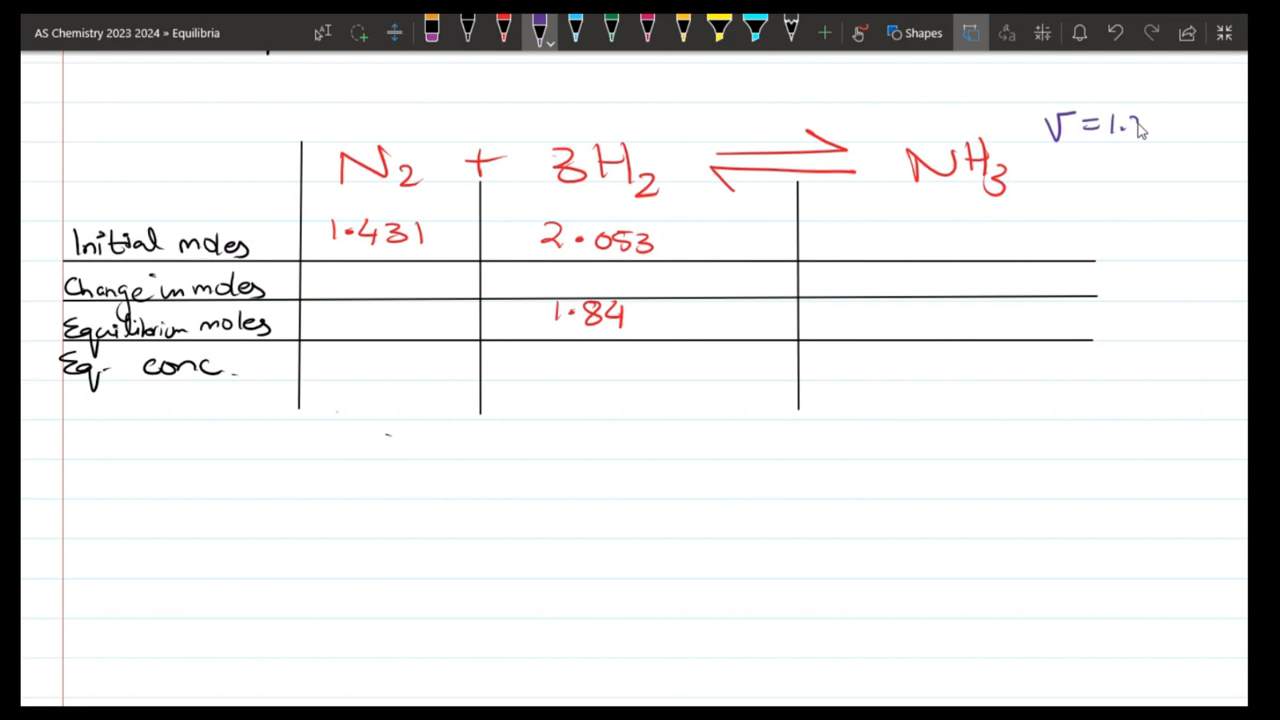 AS Chemistry 2023 2024 » Equilibria
Shapes
V = 1.
N2 + 3H2 ⇌ NH3
Initial moles 1.431 2.053
Change in moles
Equilibrium moles 1.84
Eq. conc.